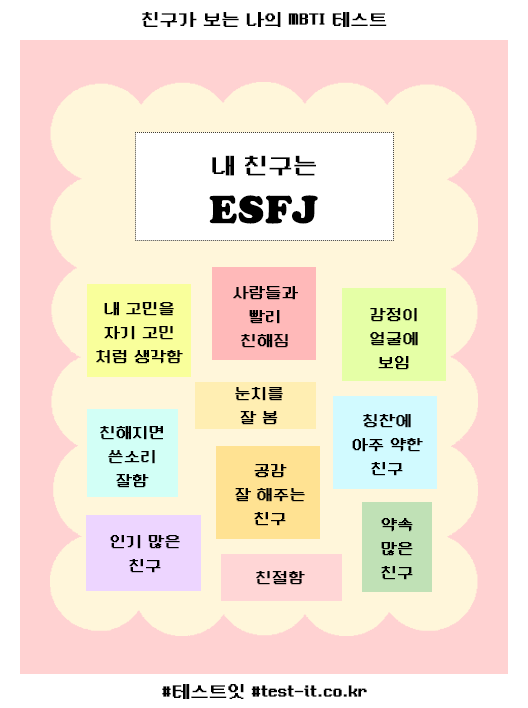 친구가 보는 나의 MBTI 테스트
내 친구는
ESFJ
내 고민을
자기 고민
처럼 생각함
사람들과
빨리
친해짐
감정이
얼굴에
보임
눈치를
잘 봄
친해지면
쓴소리
잘함
칭찬에
아주 약한
친구
공감
잘 해주는
친구
인기 많은
친구
약속
많은
친구
친절함
#테스트잇 #test-it.co.kr